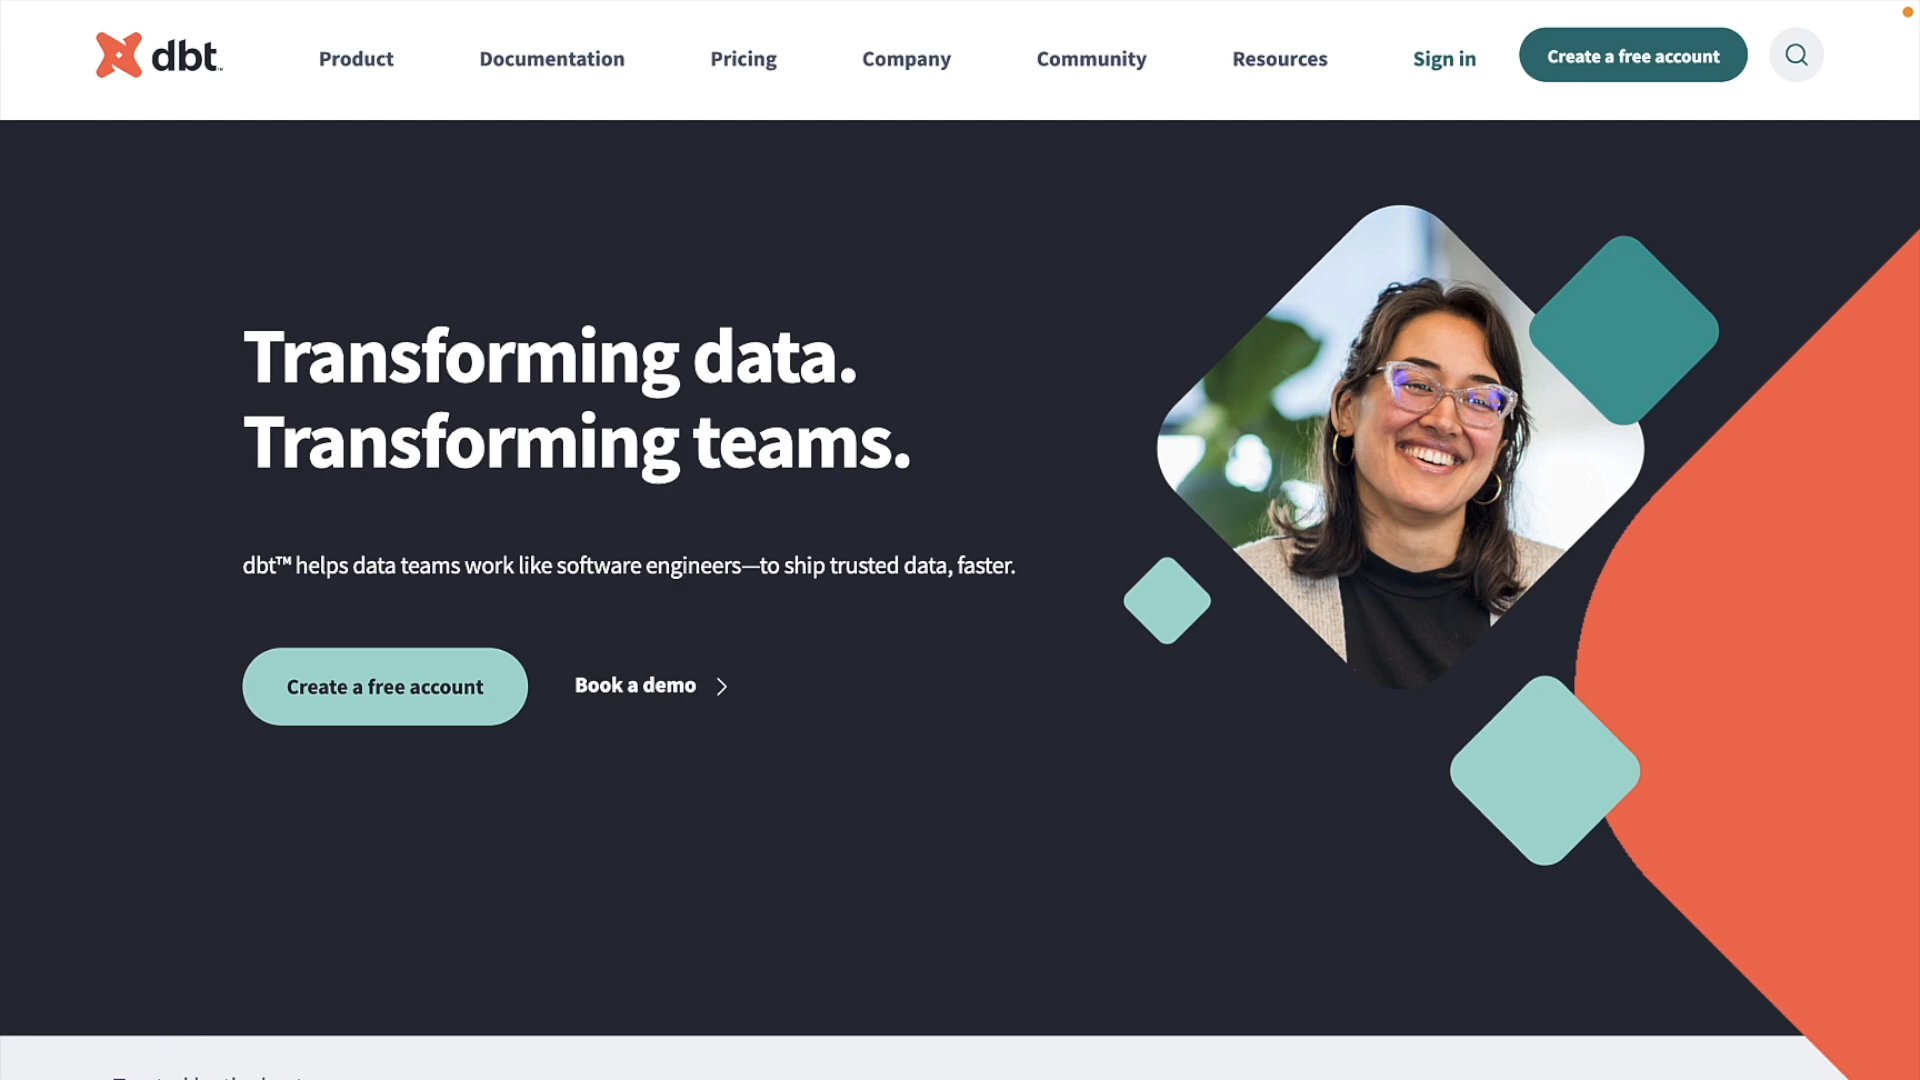 dbt™
Product
Documentation
Pricing
Company
Community
Resources
Sign in
Create a free account
Transforming data.
Transforming teams.
dbt™ helps data teams work like software engineers—to ship trusted data, faster.
Create a free account
Book a demo